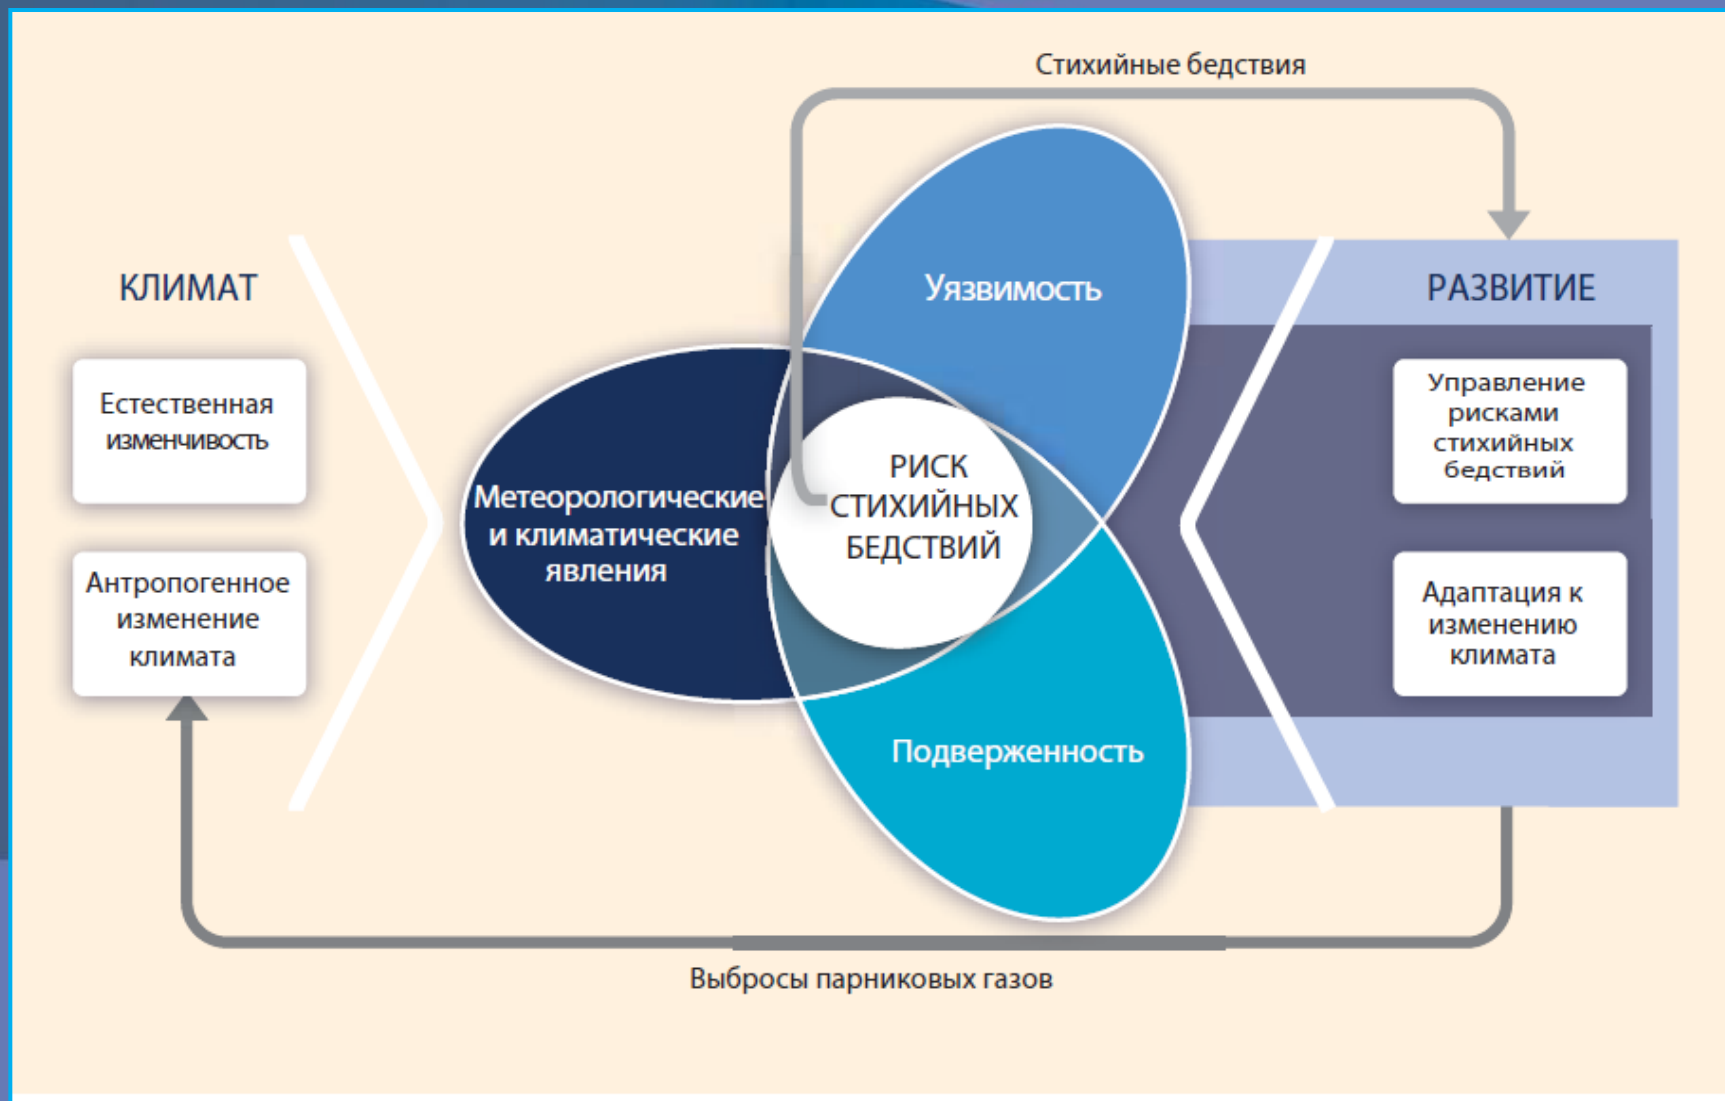 Стихийные бедствия
КЛИМАТ
Естественная
изменчивость
Антропогенное
изменение
климата
Метеорологические
и климатические
явления
Уязвимость
РИСК
СТИХИЙНЫХ
БЕДСТВИЙ
Подверженность
РАЗВИТИЕ
Управление
рисками
стихийных
бедствий
Адаптация к
изменению
климата
Выбросы парниковых газов